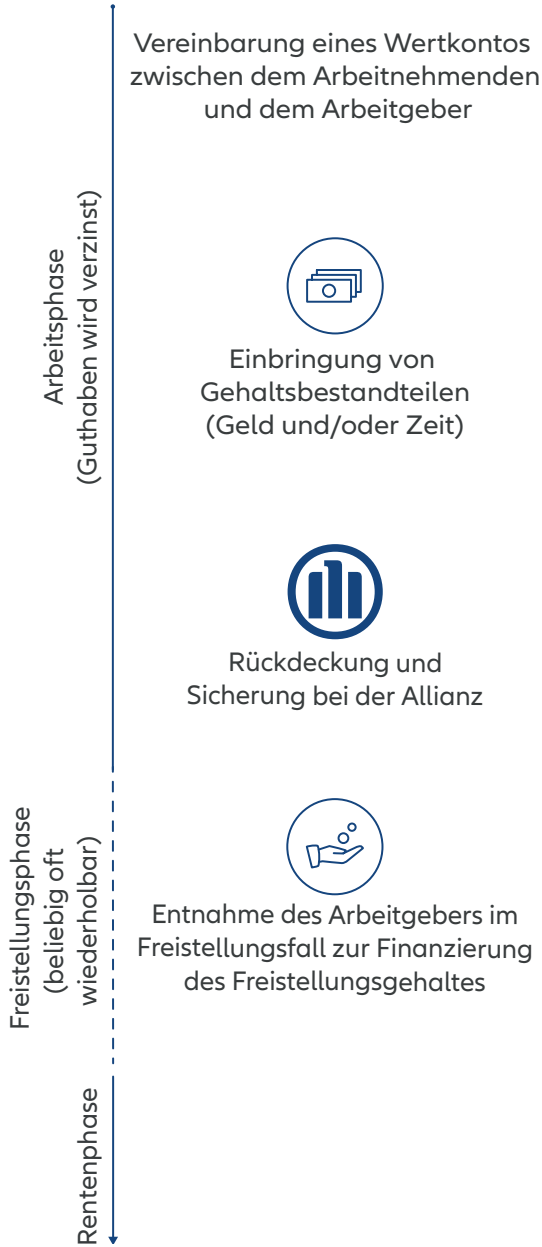 Vereinbarung eines Wertkontos
zwischen dem Arbeitnehmenden
und dem Arbeitgeber
Arbeitsphase
(Guthaben wird verzinst)
Einbringung von
Gehaltsbestandteilen
(Geld und/oder Zeit)
Rückdeckung und
Sicherung bei der Allianz
Freistellungsphase
(beliebig oft
wiederholbar)
Entnahme des Arbeitgebers im
Freistellungsfall zur Finanzierung
des Freistellungsgehaltes
Rentenphase